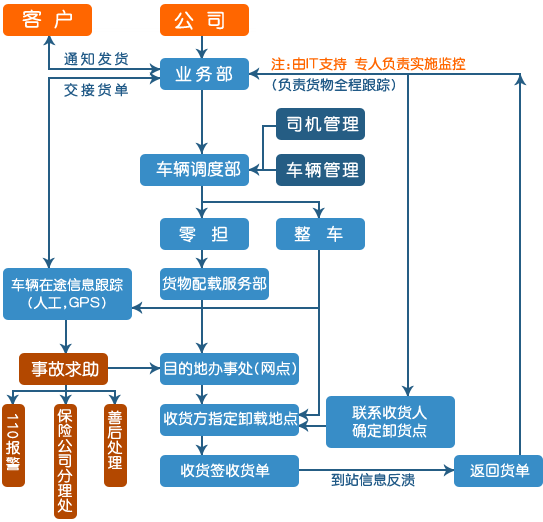 客 户
公 司
通知发货
注：由IT支持 专人负责实施监控
业务部
交接货单
（负责货物全程跟踪）
司机管理
车辆调度部
车辆管理
零 担
整 车
车辆在途信息跟踪
（人工，GPS）
货物配载服务部
事故求助
目的地办事处（网点）
110报警
保险公司分理处
善后处理
收货方指定卸载地点
联系收货人
确定卸货点
收货签收货单
到站信息反溃
返回货单